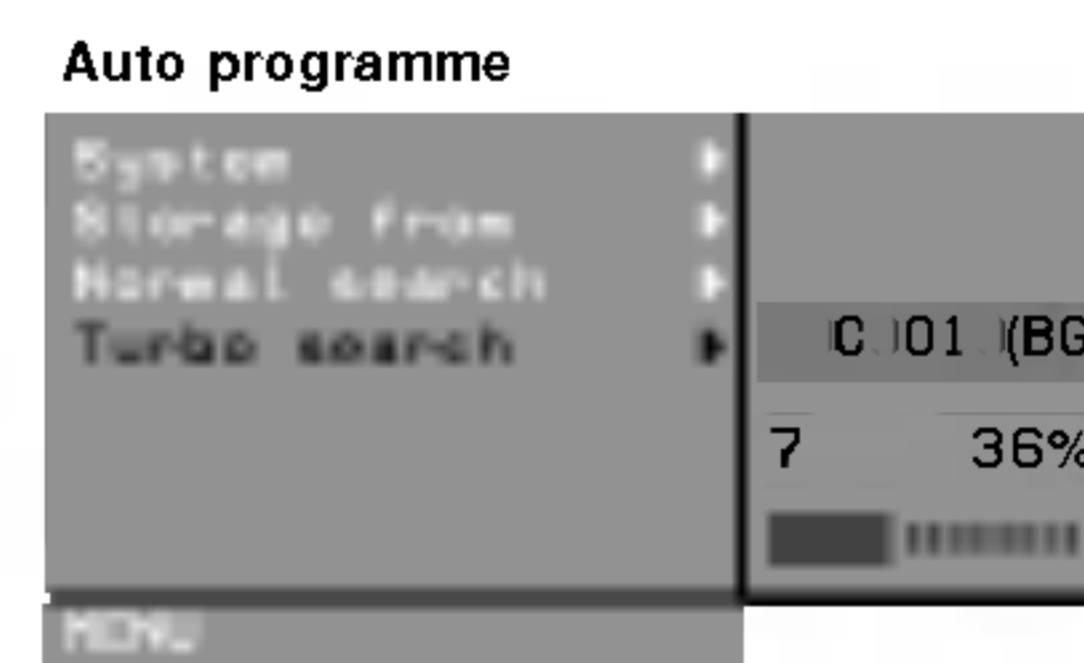 Auto programme
System
Storage from
Normal search
Turbo search
C 01 (BG
7 36%
MENU